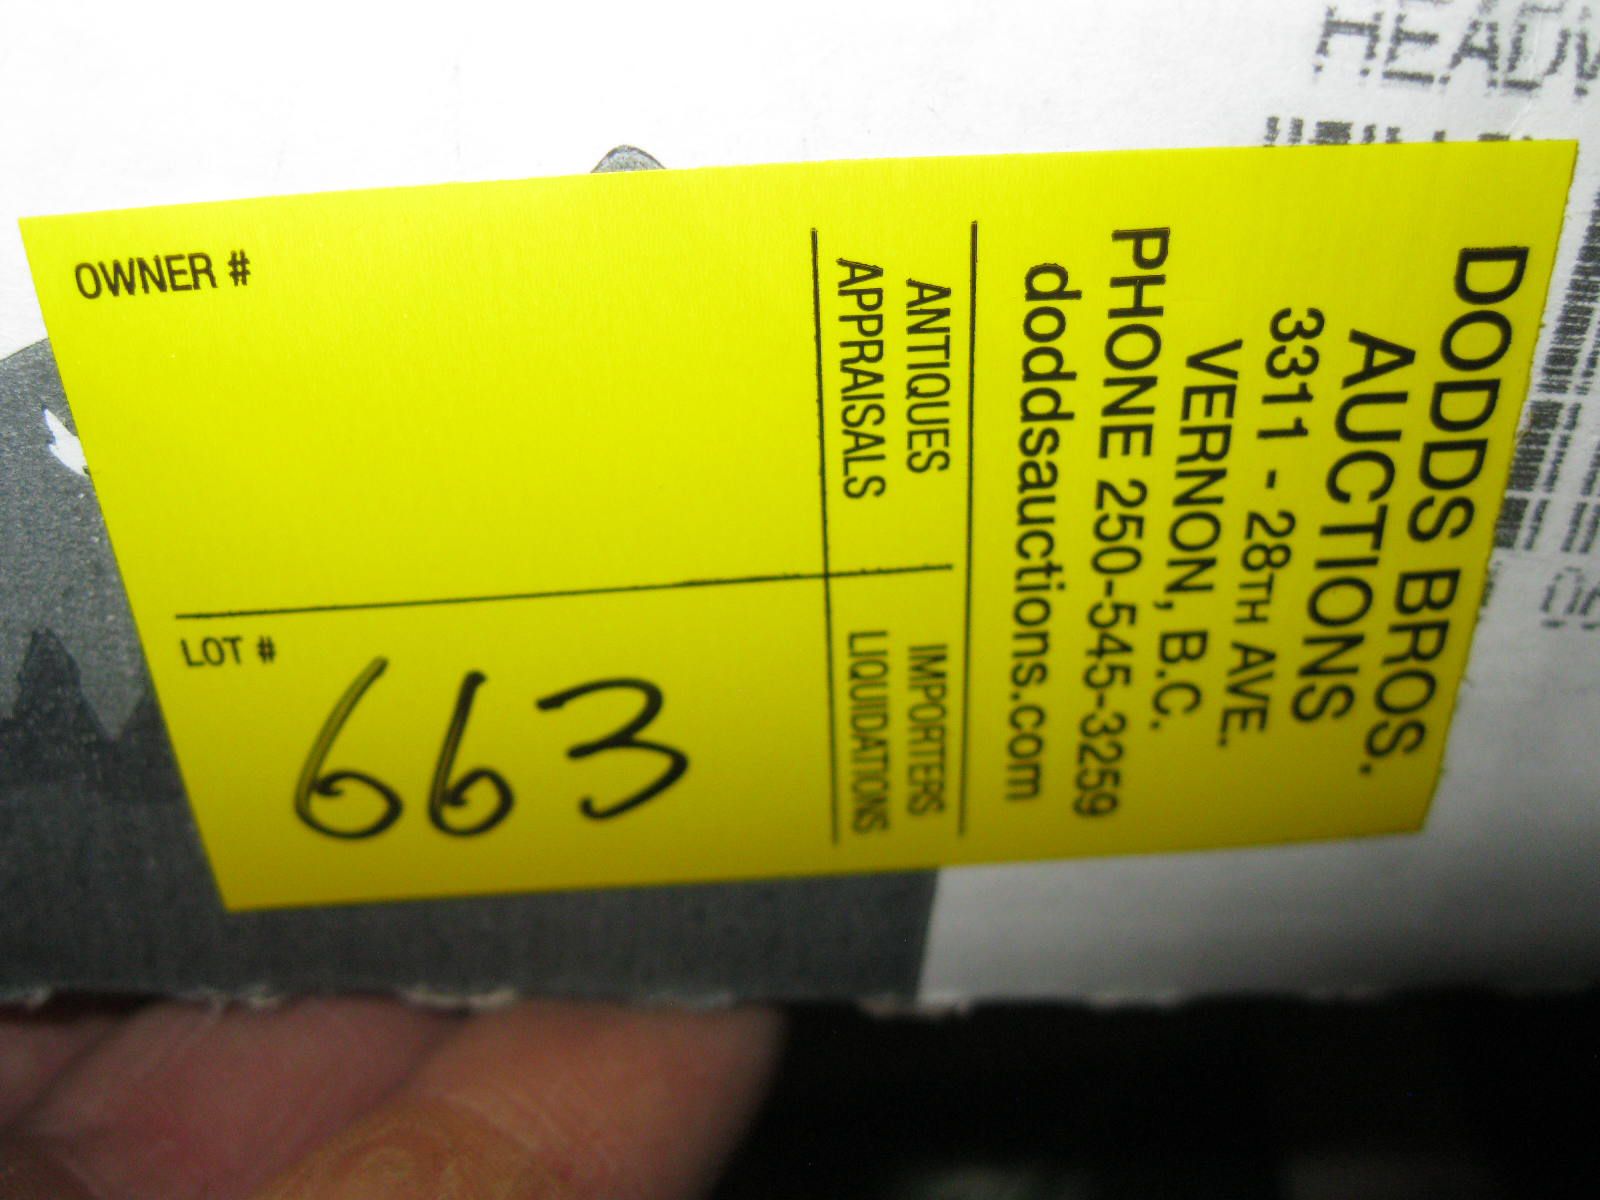 DODDS BROS.
AUCTIONS
3311 - 28TH AVE.
VERNON, B.C.
PHONE 250-545-3259
doddsauctions.com
ANTIQUES IMPORTERS
APPRAISALS LIQUIDATIONS
OWNER #
LOT #
663